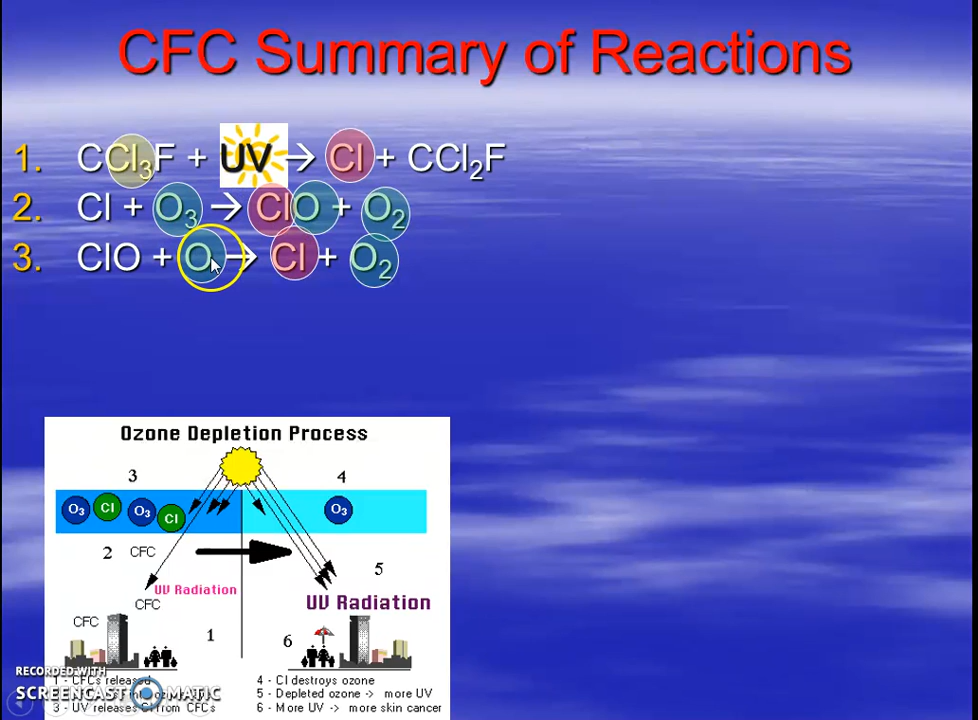 CFC Summary of Reactions
1. CCl₃F + UV → Cl + CCl₂F
2. Cl + O₃ → ClO + O₂
3. ClO + O → Cl + O₂
Ozone Depletion Process
3
4
O₃ Cl O₃ Cl
O₃
2 CFC
5
UV Radiation
CFC
UV Radiation
CFC
1
6
RECORDED WITH
SCREENCAST MATIC
1 - CFCs released
3 - UV releases Cl from CFCs
4 - Cl destroys ozone
5 - Depleted ozone -> more UV
6 - More UV -> more skin cancer